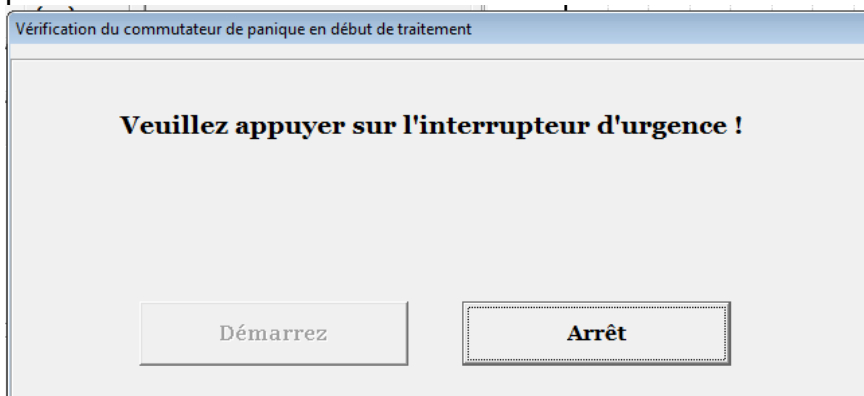 Vérification du commutateur de panique en début de traitement
Veuillez appuyer sur l'interrupteur d'urgence !
Démarrez
Arrêt